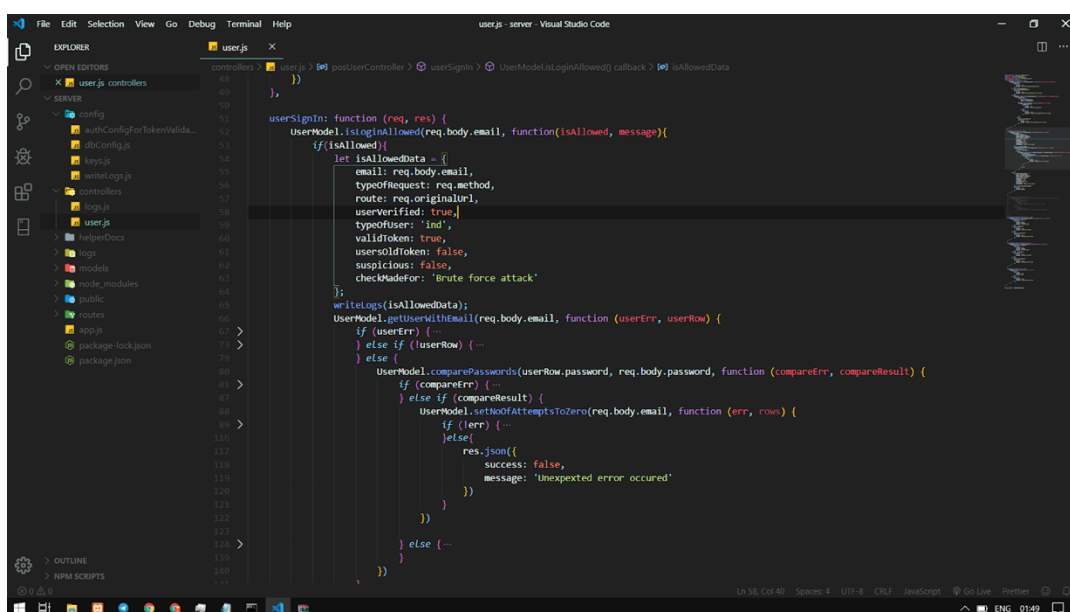 File Edit Selection View Go Debug Terminal Help
user.js - server - Visual Studio Code
EXPLORER
OPEN EDITORS
user.js controllers
SERVER
config
authConfigForTokenValida...
dbConfig.js
keys.js
writeLogs.js
controllers
logs.js
user.js
helperDocs
logs
models
node_modules
public
routes
app.js
package-lock.json
package.json
OUTLINE
NPM SCRIPTS
user.js
controllers > user.js > posUserController > userSignIn > UserModel.isLoginAllowed() callback > isAllowedData
48 })
49 },
50
51 userSignIn: function (req, res) {
52 UserModel.isLoginAllowed(req.body.email, function(isAllowed, message){
53 if(isAllowed){
54 let isAllowedData = {
55 email: req.body.email,
56 typeOfRequest: req.method,
57 route: req.originalUrl,
58 userVerified: true,
59 typeOfUser: 'ind',
60 validToken: true,
61 usersOldToken: false,
62 suspicious: false,
63 checkMadeFor: 'Brute force attack'
64 };
65 writeLogs(isAllowedData);
66 UserModel.getUserWithEmail(req.body.email, function (userErr, userRow) {
67 if (userErr) { ...
73 } else if (!userRow) { ...
79 } else {
80 UserModel.comparePasswords(userRow.password, req.body.password, function (compareErr, compareResult) {
81 if (compareErr) { ...
87 } else if (compareResult) {
88 UserModel.setNoOfAttemptsToZero(req.body.email, function (err, rows) {
89 if (!err) { ...
116 }else{
117 res.json({
118 success: false,
119 message: 'Unexpexted error occured'
120 })
121 }
122 })
123
124 } else { ...
139 }
140 })
0 0
Ln 58, Col 40 Spaces: 4 UTF-8 CRLF JavaScript Go Live Prettier
ENG 01:49